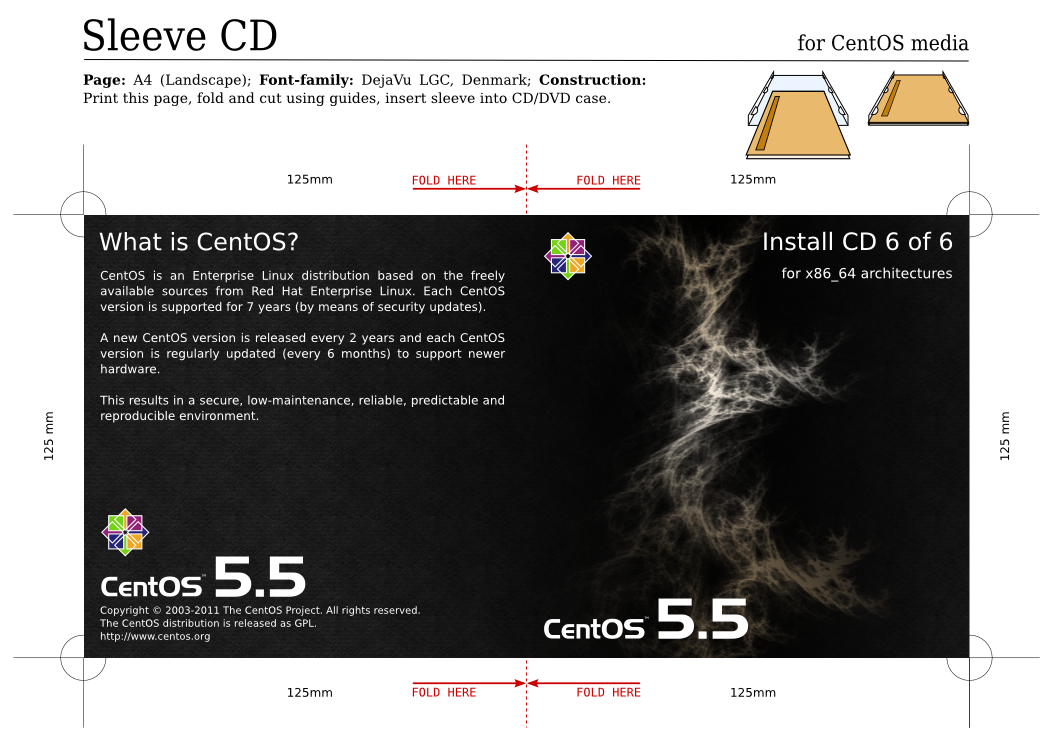 Sleeve CD
for CentOS media
Page: A4 (Landscape); Font-family: DejaVu LGC, Denmark; Construction:
Print this page, fold and cut using guides, insert sleeve into CD/DVD case.
125mm
FOLD HERE
FOLD HERE
125mm
What is CentOS?
CentOS is an Enterprise Linux distribution based on the freely
available sources from Red Hat Enterprise Linux. Each CentOS
version is supported for 7 years (by means of security updates).
A new CentOS version is released every 2 years and each CentOS
version is regularly updated (every 6 months) to support newer
hardware.
This results in a secure, low-maintenance, reliable, predictable and
reproducible environment.
125 mm
CentOS™ 5.5
Copyright © 2003-2011 The CentOS Project. All rights reserved.
The CentOS distribution is released as GPL.
http://www.centos.org
Install CD 6 of 6
for x86_64 architectures
CentOS™ 5.5
125 mm
125mm
FOLD HERE
FOLD HERE
125mm